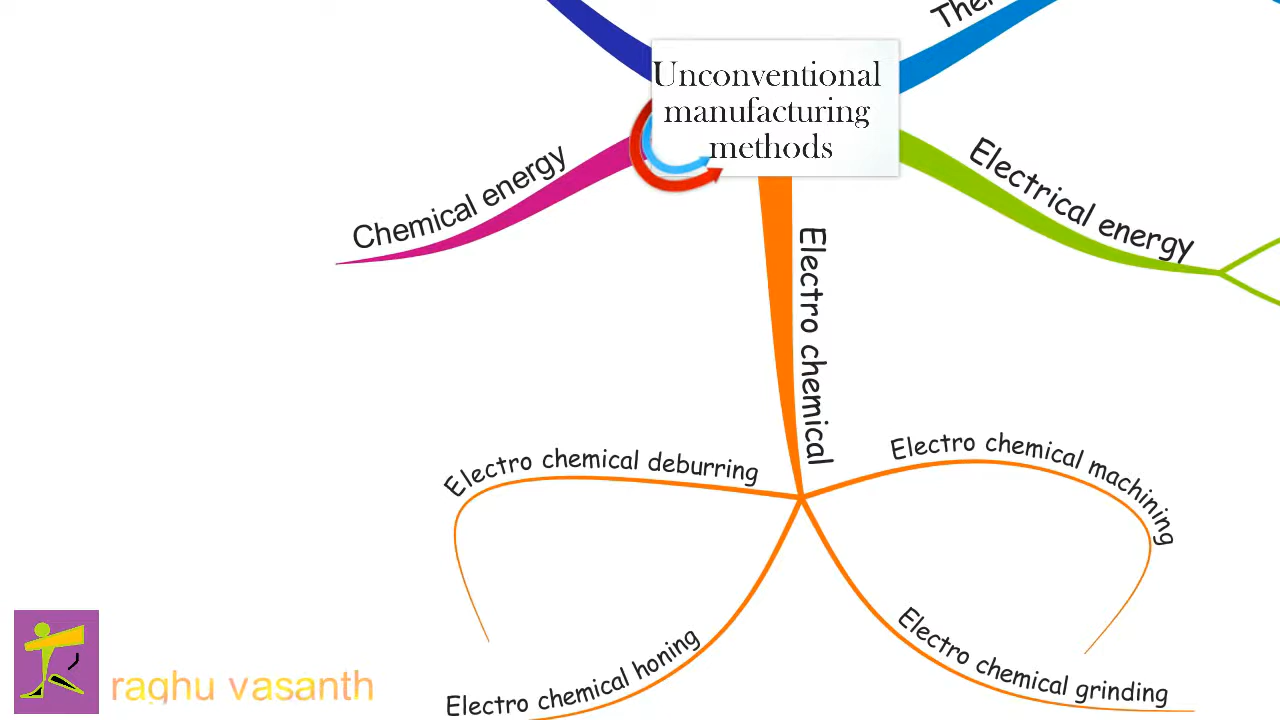 Unconventional
manufacturing
methods
Chemical energy
Electrical energy
Electro chemical
Electro chemical deburring
Electro chemical machining
Electro chemical honing
Electro chemical grinding
raghu vasanth